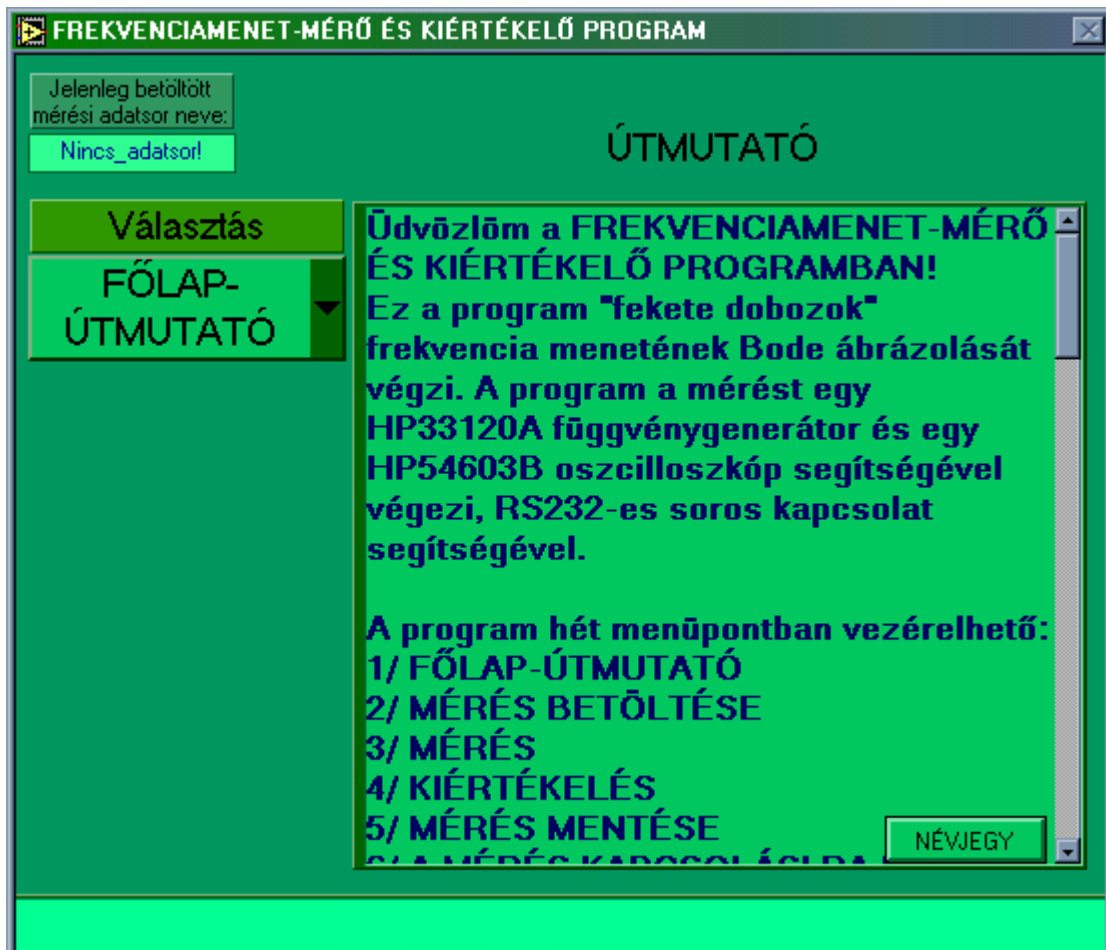 FREKVENCIAMENET-MÉRŐ ÉS KIÉRTÉKELŐ PROGRAM
Jelenleg betöltött
mérési adatsor neve:
Nincs_adatsor!
ÚTMUTATÓ
Választás
FŐLAP-
ÚTMUTATÓ
Üdvözlöm a FREKVENCIAMENET-MÉRŐ
ÉS KIÉRTÉKELŐ PROGRAMBAN!
Ez a program "fekete dobozok"
frekvencia menetének Bode ábrázolását
végzi. A program a mérést egy
HP33120A függvénygenerátor és egy
HP54603B oszcilloszkóp segítségével
végezi, RS232-es soros kapcsolat
segítségével.
A program hét menüpontban vezérelhető:
1/ FŐLAP-ÚTMUTATÓ
2/ MÉRÉS BETÖLTÉSE
3/ MÉRÉS
4/ KIÉRTÉKELÉS
5/ MÉRÉS MENTÉSE
6/ A MÉRÉS
NÉVJEGY